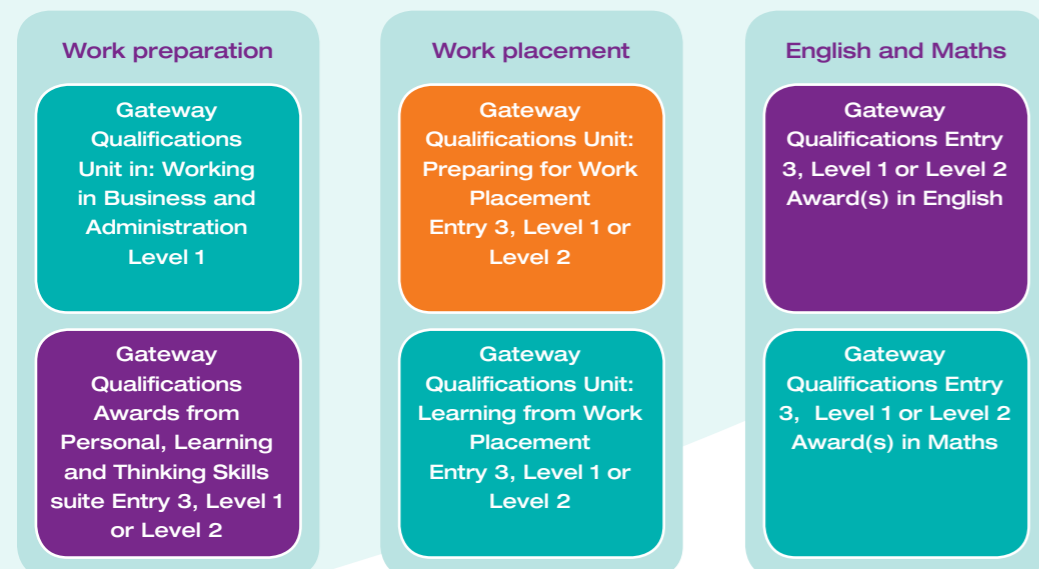 Work preparation
Gateway
Qualifications
Unit in: Working
in Business and
Administration
Level 1
Gateway
Qualifications
Awards from
Personal, Learning
and Thinking Skills
suite Entry 3, Level 1
or Level 2
Work placement
Gateway
Qualifications Unit:
Preparing for Work
Placement
Entry 3, Level 1 or
Level 2
Gateway
Qualifications Unit:
Learning from Work
Placement
Entry 3, Level 1 or
Level 2
English and Maths
Gateway
Qualifications Entry
3, Level 1 or Level 2
Award(s) in English
Gateway
Qualifications Entry
3, Level 1 or Level 2
Award(s) in Maths